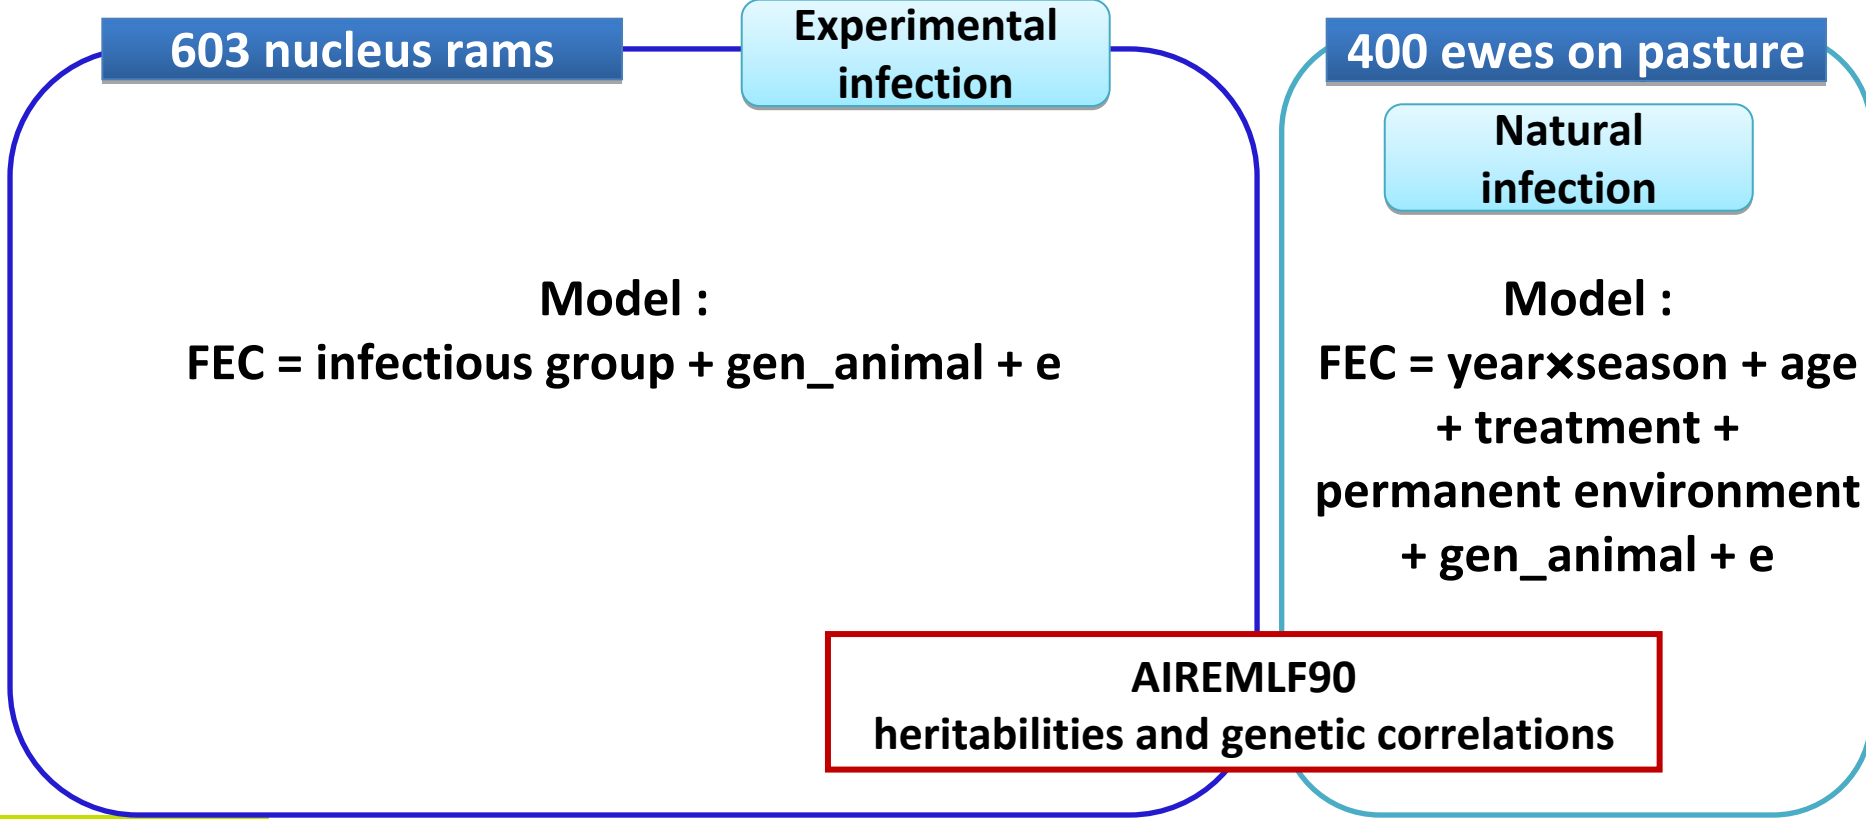 603 nucleus rams
Experimental
infection
Model :
FEC = infectious group + gen_animal + e
400 ewes on pasture
Natural
infection
Model :
FEC = year×season + age
+ treatment +
permanent environment
+ gen_animal + e
AIREMLF90
heritabilities and genetic correlations